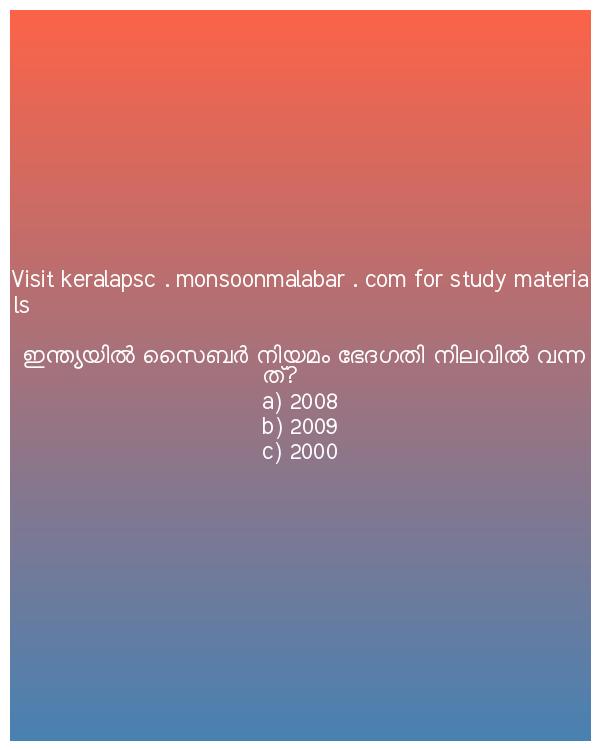 Visit keralapsc . monsoonmalabar . com for study materia
ls
ഇന്ത്യയിൽ സൈബർ നിയമം ഭേദഗതി നിലവിൽ വന്ന
ത്?
a) 2008
b) 2009
c) 2000